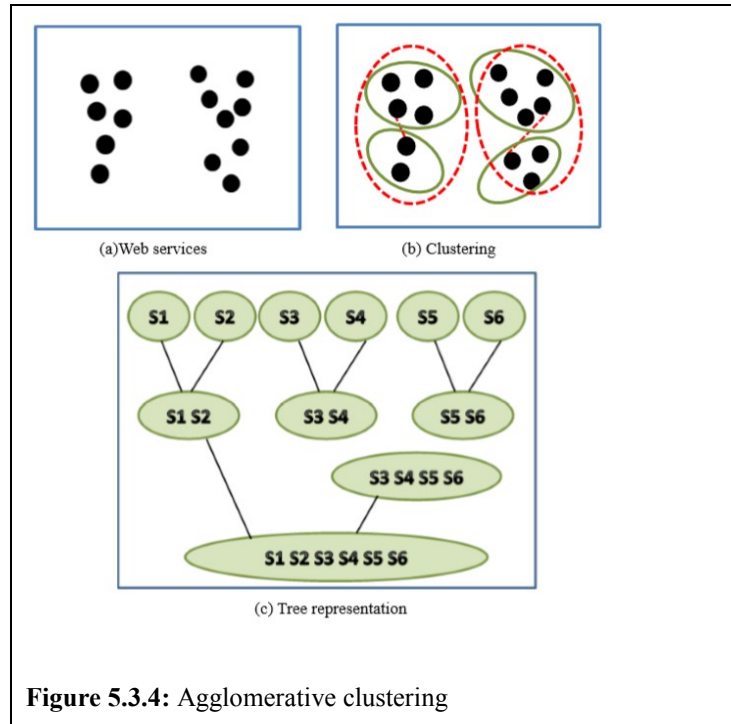 (a)Web services
(b) Clustering
S1 S2 S3 S4 S5 S6
S1 S2 S3 S4 S5 S6
S3 S4 S5 S6
S1 S2 S3 S4 S5 S6
(c) Tree representation
Figure 5.3.4: Agglomerative clustering